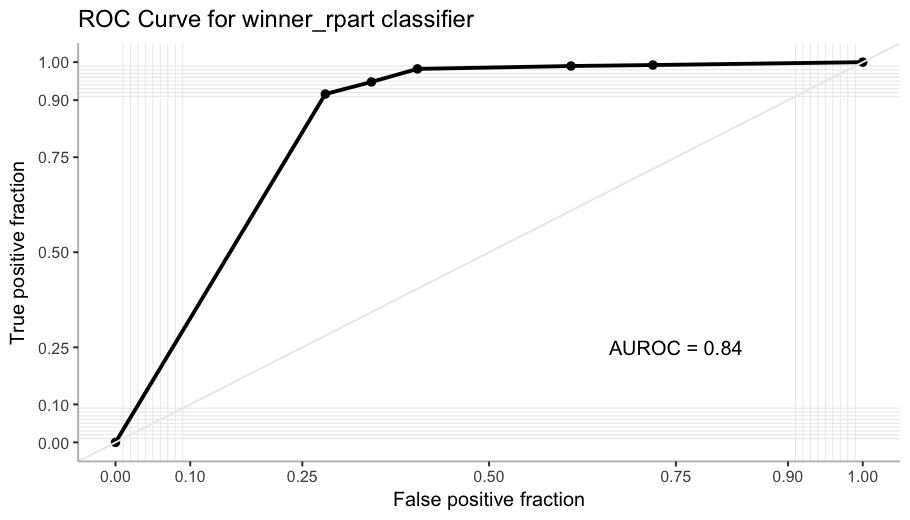 ROC Curve for winner_rpart classifier
True positive fraction
1.00
0.90
0.75
0.50
0.25
0.10
0.00
AUROC = 0.84
0.00 0.10 0.25 0.50 0.75 0.90 1.00
False positive fraction